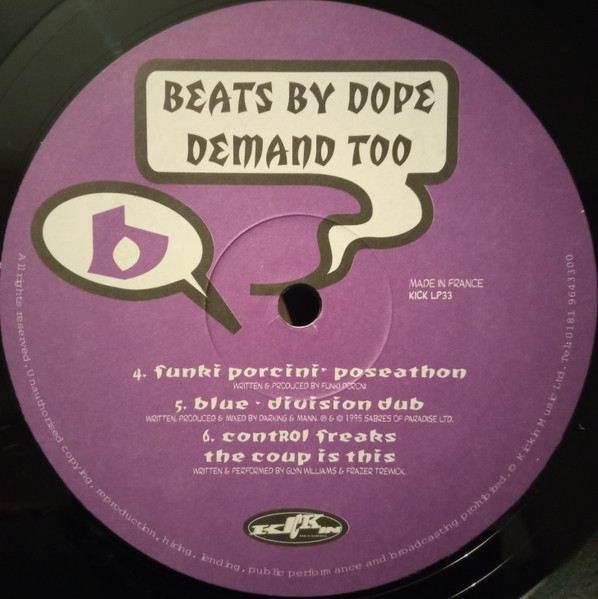 BEATS BY DOPE
DEMAND TOO
b
MADE IN FRANCE
KICK LP33
4. funki porcini· poseathon
WRITTEN & PRODUCED BY FUNKI PORCINI
5. blue · division dub
WRITTEN, PRODUCED & MIXED BY DARKING & MANN. ℗ & © 1995 SABRES OF PARADISE LTD.
6. control freaks
the coup is this
WRITTEN & PERFORMED BY GLYN WILLIAMS & FRAZER TREWICK.
KICKIN
All rights reserved. Unauthorised copying, reproduction, hiring, lending, public performance and broadcasting prohibited. © Kickin Music Ltd. Tel: 0181 9643300